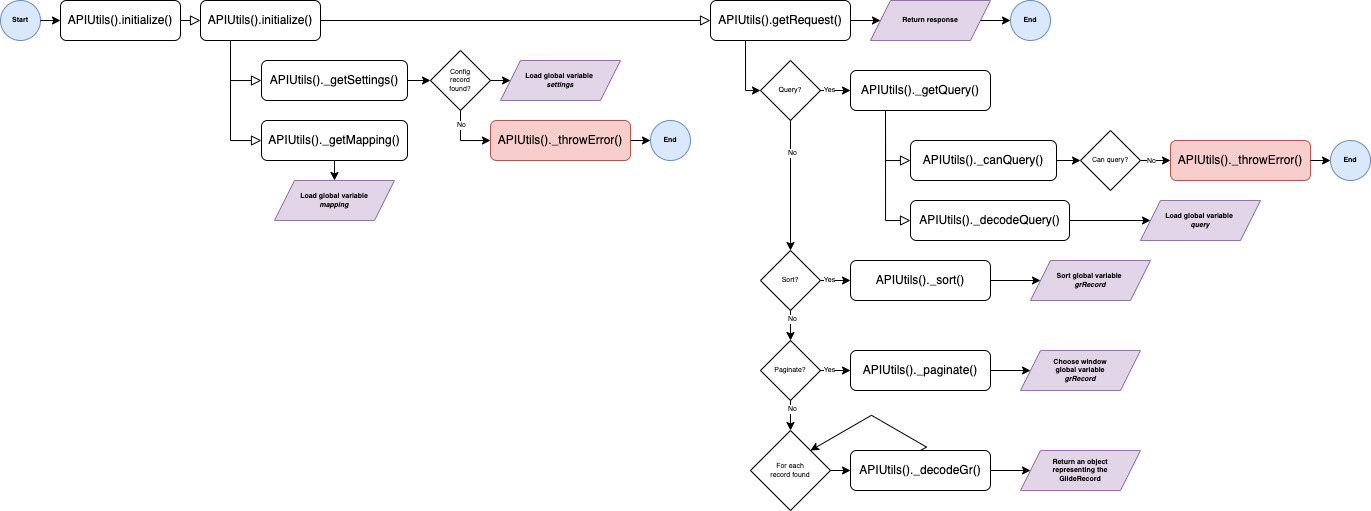 Start
APIUtils().initialize()
APIUtils().initialize()
APIUtils().getRequest()
Return response
End
APIUtils()._getSettings()
Config
record
found?
Load global variable
settings
No
APIUtils()._throwError()
End
APIUtils()._getMapping()
Load global variable
mapping
Query?
Yes
APIUtils()._getQuery()
No
APIUtils()._canQuery()
Can query?
No
APIUtils()._throwError()
End
APIUtils()._decodeQuery()
Load global variable
query
Sort?
Yes
APIUtils()._sort()
Sort global variable
grRecord
No
Paginate?
Yes
APIUtils()._paginate()
Choose window
global variable
grRecord
No
For each
record found
APIUtils()._decodeGr()
Return an object
representing the
GlideRecord